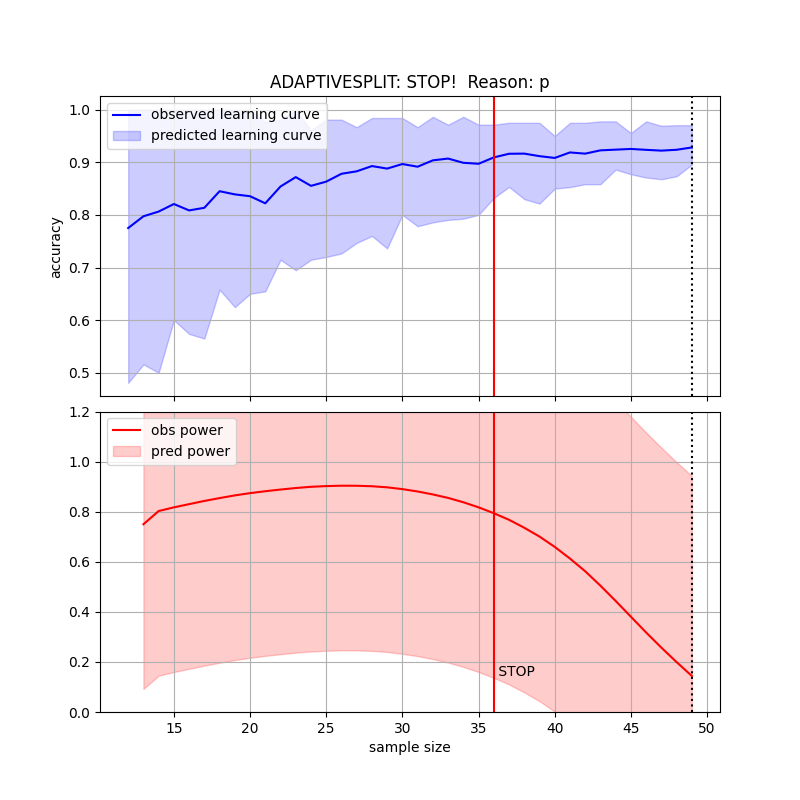 ADAPTIVESPLIT: STOP!  Reason: p
observed learning curve
predicted learning curve
accuracy
1.0
0.9
0.8
0.7
0.6
0.5
obs power
pred power
1.2
1.0
0.8
0.6
0.4
0.2
0.0
STOP
15 20 25 30 35 40 45 50
sample size